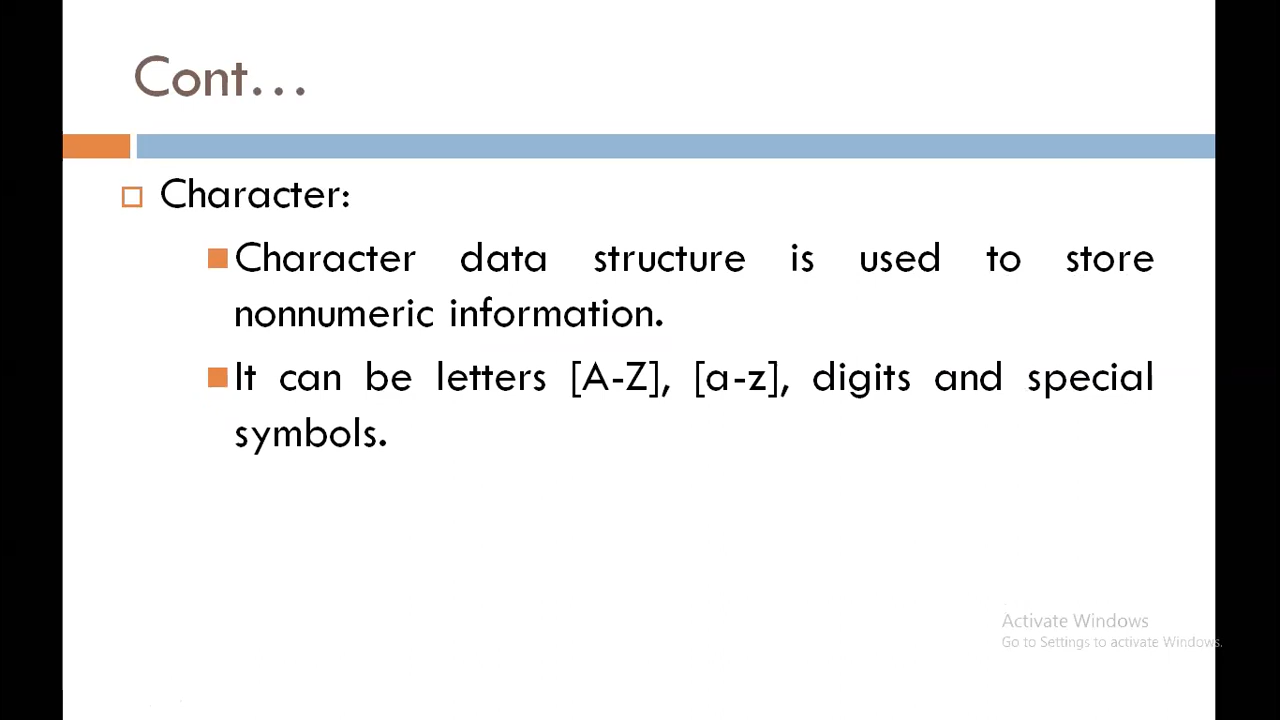 Cont...
Character:
Character data structure is used to store
nonnumeric information.
It can be letters [A-Z], [a-z], digits and special
symbols.
Activate Windows
Go to Settings to activate Windows.